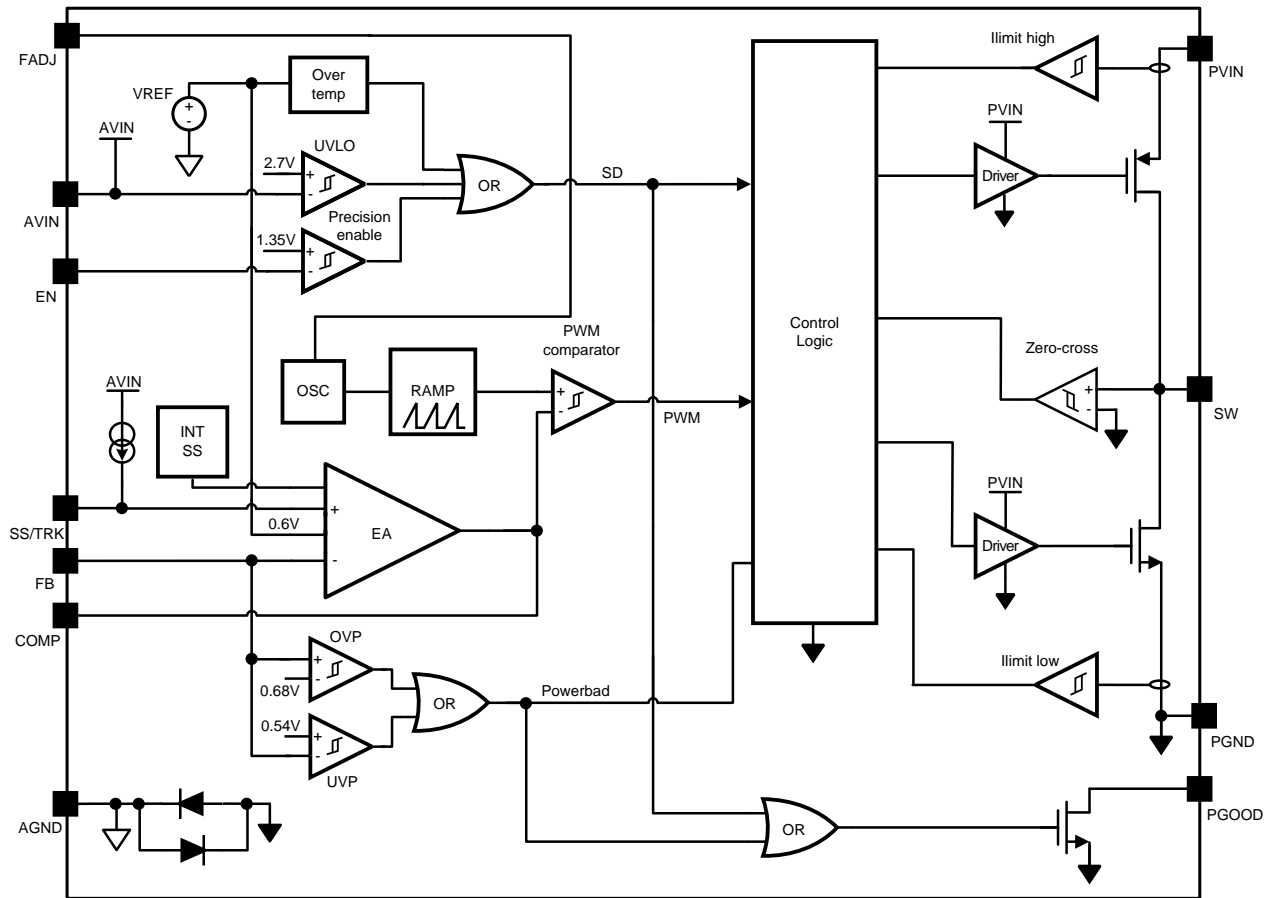 FADJ
Over
temp
VREF
+
-
AVIN
UVLO
2.7V
+
-
AVIN
OR
SD
Precision
enable
1.35V
+
-
EN
Ilimit high
PVIN
PVIN
Driver
Control
Logic
PWM
comparator
OSC
RAMP
+
-
PWM
Zero-cross
+
-
SW
AVIN
INT
SS
SS/TRK
+
0.6V
EA
FB
-
COMP
PVIN
Driver
OVP
+
-
0.68V
OR
Powerbad
0.54V
+
-
UVP
Ilimit low
PGND
AGND
OR
PGOOD